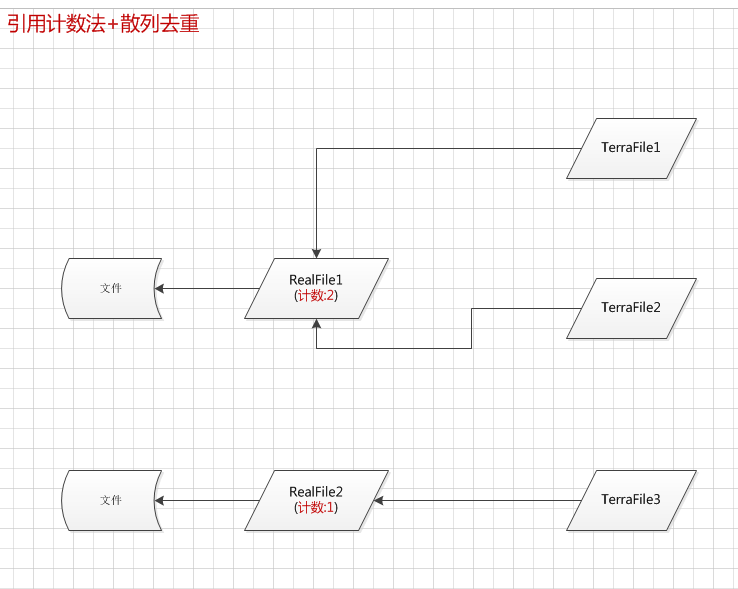 引用计数法+散列去重
TerraFile1
文件
RealFile1
(计数:2)
TerraFile2
文件
RealFile2
(计数:1)
TerraFile3